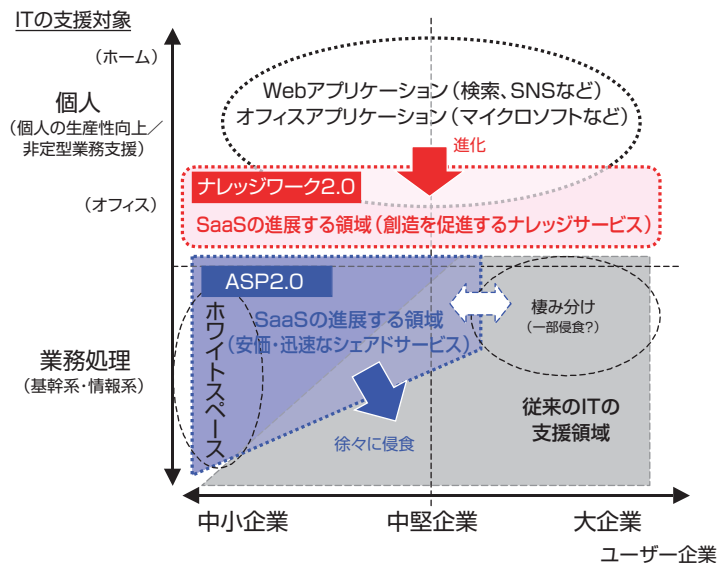 ITの支援対象
（ホーム）
個人
（個人の生産性向上／
非定型業務支援）
（オフィス）
Webアプリケーション（検索、SNSなど）
オフィスアプリケーション（マイクロソフトなど）
進化
ナレッジワーク2.0
SaaSの進展する領域（創造を促進するナレッジサービス）
ASP2.0
SaaSの進展する領域
（安価・迅速なシェアドサービス）
ホワイトスペース
棲み分け
（一部侵食?）
業務処理
（基幹系・情報系）
従来のITの
支援領域
徐々に侵食
中小企業
中堅企業
大企業
ユーザー企業